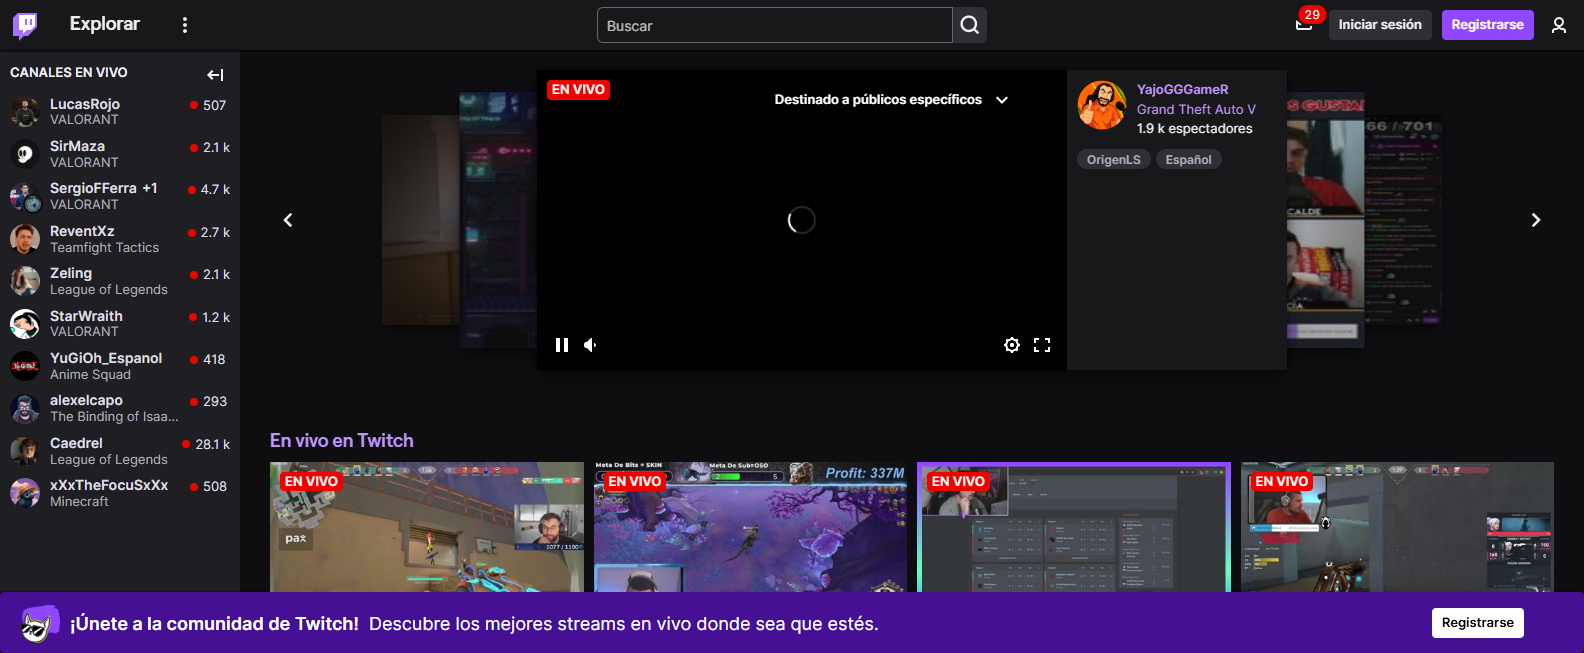 Explorar
Buscar
29
Iniciar sesión
Registrarse
CANALES EN VIVO
LucasRojo
507
VALORANT
SirMaza
2.1 k
VALORANT
SergioFFerra +1
4.7 k
VALORANT
ReventXz
2.7 k
Teamfight Tactics
Zeling
2.1 k
League of Legends
StarWraith
1.2 k
VALORANT
YuGiOh_Espanol
418
Anime Squad
alexelcapo
293
The Binding of Isaa...
Caedrel
28.1 k
League of Legends
xXxTheFocuSxXx
508
Minecraft
EN VIVO
Destinado a públicos específicos
YajoGGGameR
Grand Theft Auto V
1.9 k espectadores
OrigenLS
Español
En vivo en Twitch
EN VIVO
pax
1077 / 1100
Meta De Bits = SKIN
Meta De Sub=OSO
2
5
Profit: 337M
EN VIVO
EN VIVO
EN VIVO
¡Únete a la comunidad de Twitch! Descubre los mejores streams en vivo donde sea que estés.
Registrarse